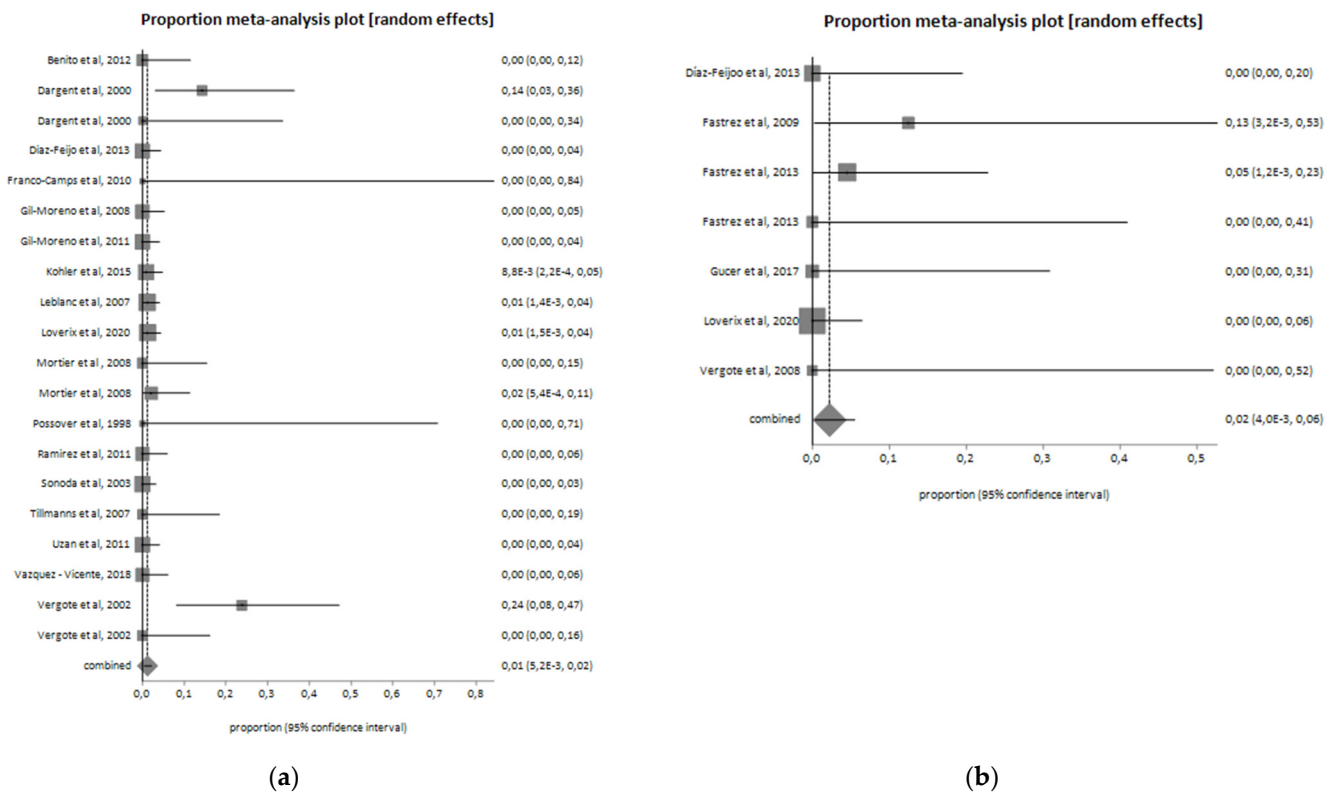 Proportion meta-analysis plot [random effects]
Benito et al, 2012 0,00 (0,00, 0,12)
Dargent et al, 2000 0,14 (0,03, 0,36)
Dargent et al, 2000 0,00 (0,00, 0,34)
Díaz-Feijo et al, 2013 0,00 (0,00, 0,04)
Franco-Camps et al, 2010 0,00 (0,00, 0,84)
Gil-Moreno et al, 2008 0,00 (0,00, 0,05)
Gil-Moreno et al, 2011 0,00 (0,00, 0,04)
Kohler et al, 2015 8,8E-3 (2,2E-4, 0,05)
Leblanc et al, 2007 0,01 (1,4E-3, 0,04)
Loverix et al, 2020 0,01 (1,5E-3, 0,04)
Mortier et al, 2008 0,00 (0,00, 0,15)
Mortier et al, 2008 0,02 (5,4E-4, 0,11)
Possover et al, 1998 0,00 (0,00, 0,71)
Ramirez et al, 2011 0,00 (0,00, 0,06)
Sonoda et al, 2003 0,00 (0,00, 0,03)
Tillmanns et al, 2007 0,00 (0,00, 0,19)
Uzan et al, 2011 0,00 (0,00, 0,04)
Vazquez - Vicente, 2018 0,00 (0,00, 0,06)
Vergote et al, 2002 0,24 (0,08, 0,47)
Vergote et al, 2002 0,00 (0,00, 0,16)
combined 0,01 (5,2E-3, 0,02)
0,0 0,1 0,2 0,3 0,4 0,5 0,6 0,7 0,8
proportion (95% confidence interval)
(a)
Proportion meta-analysis plot [random effects]
Díaz-Feijoo et al, 2013 0,00 (0,00, 0,20)
Fastrez et al, 2009 0,13 (3,2E-3, 0,53)
Fastrez et al, 2013 0,05 (1,2E-3, 0,23)
Fastrez et al, 2013 0,00 (0,00, 0,41)
Gucer et al, 2017 0,00 (0,00, 0,31)
Loverix et al, 2020 0,00 (0,00, 0,06)
Vergote et al, 2008 0,00 (0,00, 0,52)
combined 0,02 (4,0E-3, 0,06)
0,0 0,1 0,2 0,3 0,4 0,5
proportion (95% confidence interval)
(b)